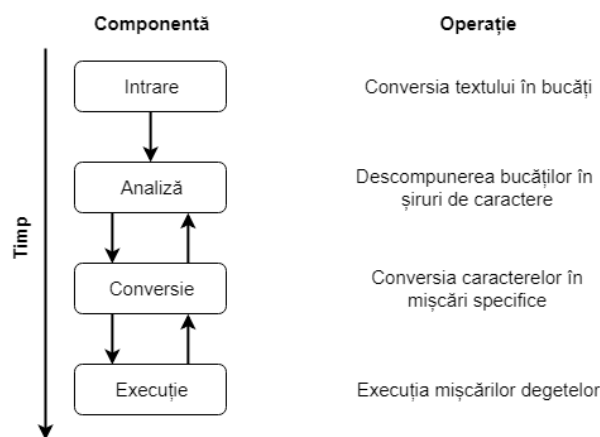 Componentă
Operație
Timp
Intrare
Conversia textului în bucăți
Analiză
Descompunerea bucăților în
șiruri de caractere
Conversie
Conversia caracterelor în
mișcări specifice
Execuție
Execuția mișcărilor degetelor